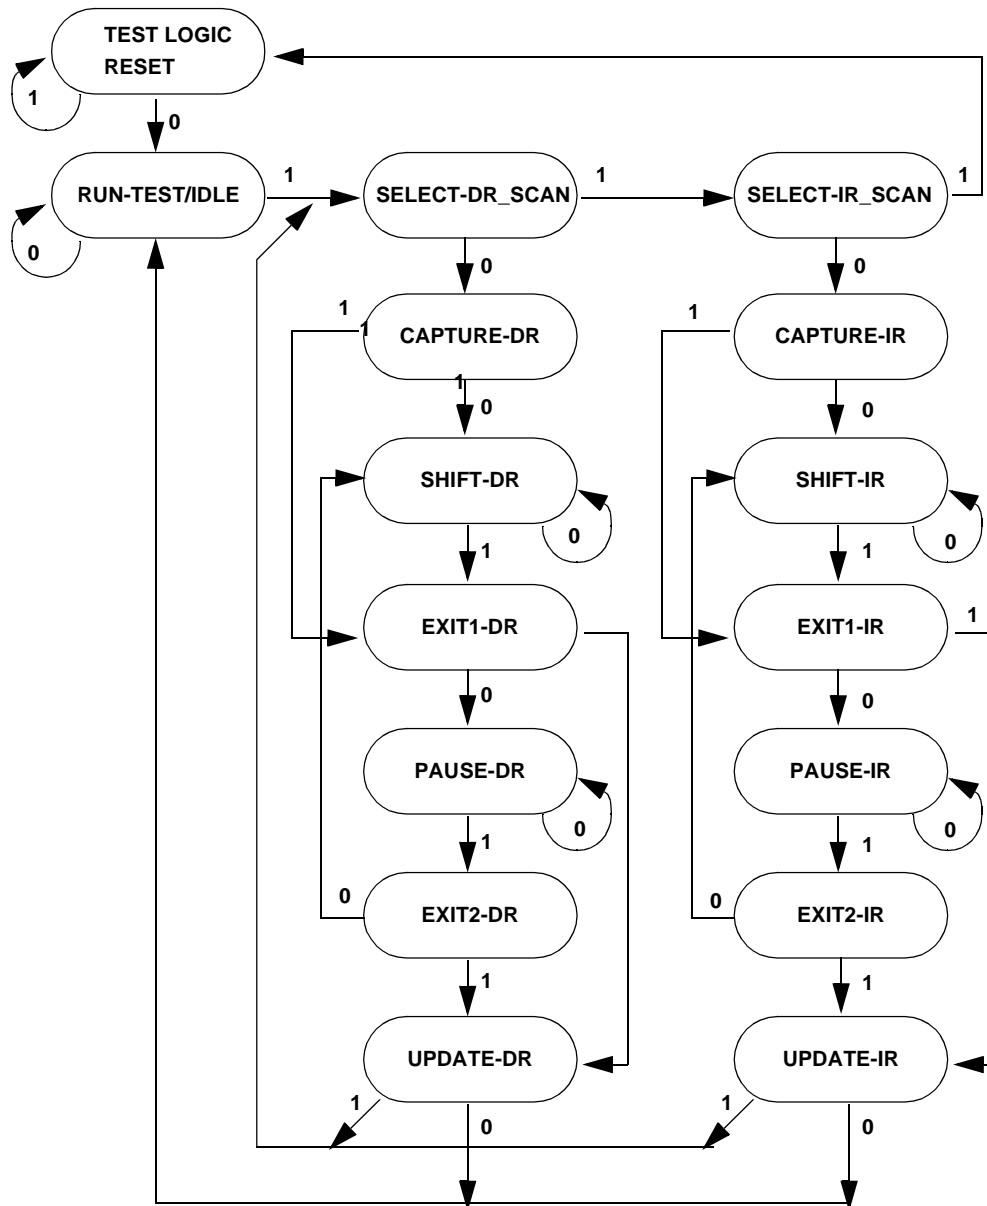 TEST LOGIC
RESET
1
0
RUN-TEST/IDLE
1
SELECT-DR_SCAN
1
SELECT-IR_SCAN
1
0
0
0
1
1
CAPTURE-DR
1
CAPTURE-IR
1
0
0
SHIFT-DR
SHIFT-IR
0
0
1
1
EXIT1-DR
EXIT1-IR
1
0
0
PAUSE-DR
PAUSE-IR
0
0
1
1
0
EXIT2-DR
0
EXIT2-IR
1
1
UPDATE-DR
UPDATE-IR
1
0
1
0